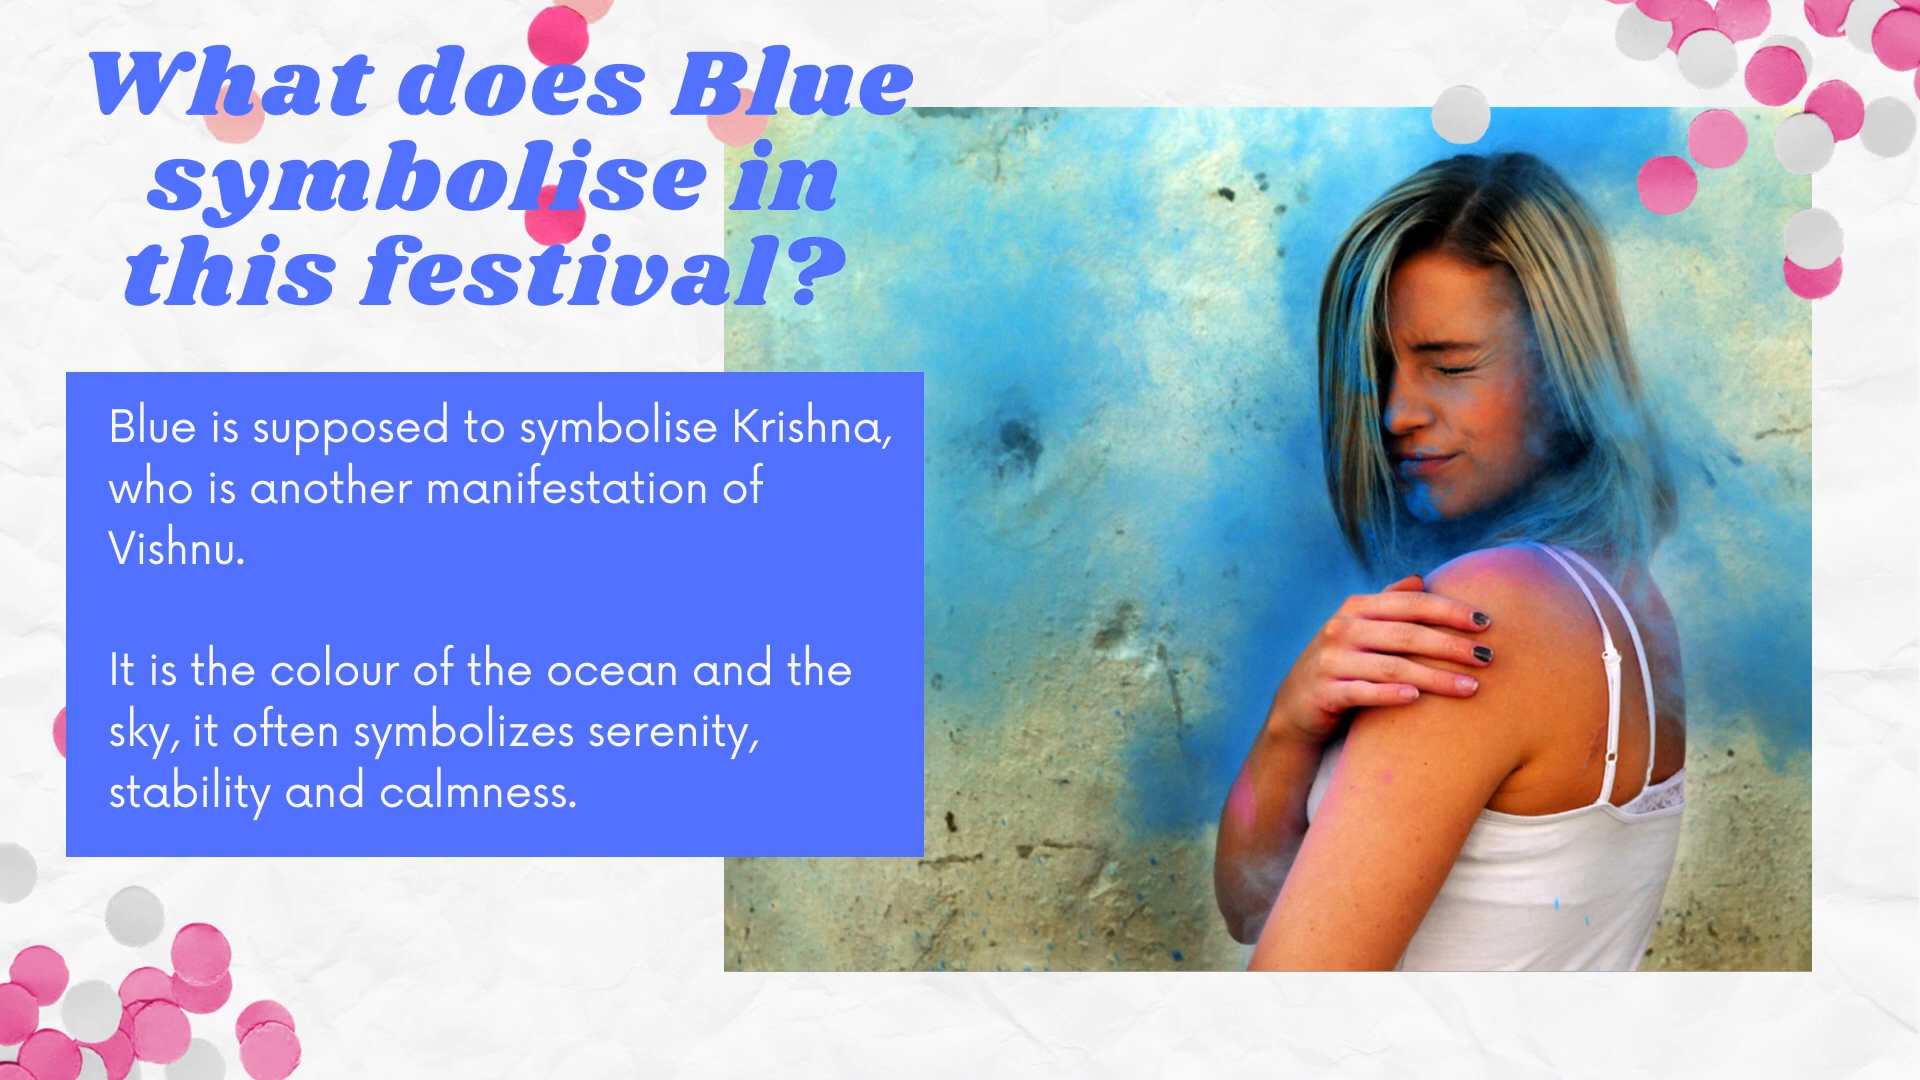 What does Blue
symbolise in
this festival?
Blue is supposed to symbolise Krishna,
who is another manifestation of
Vishnu.
It is the colour of the ocean and the
sky, it often symbolizes serenity,
stability and calmness.